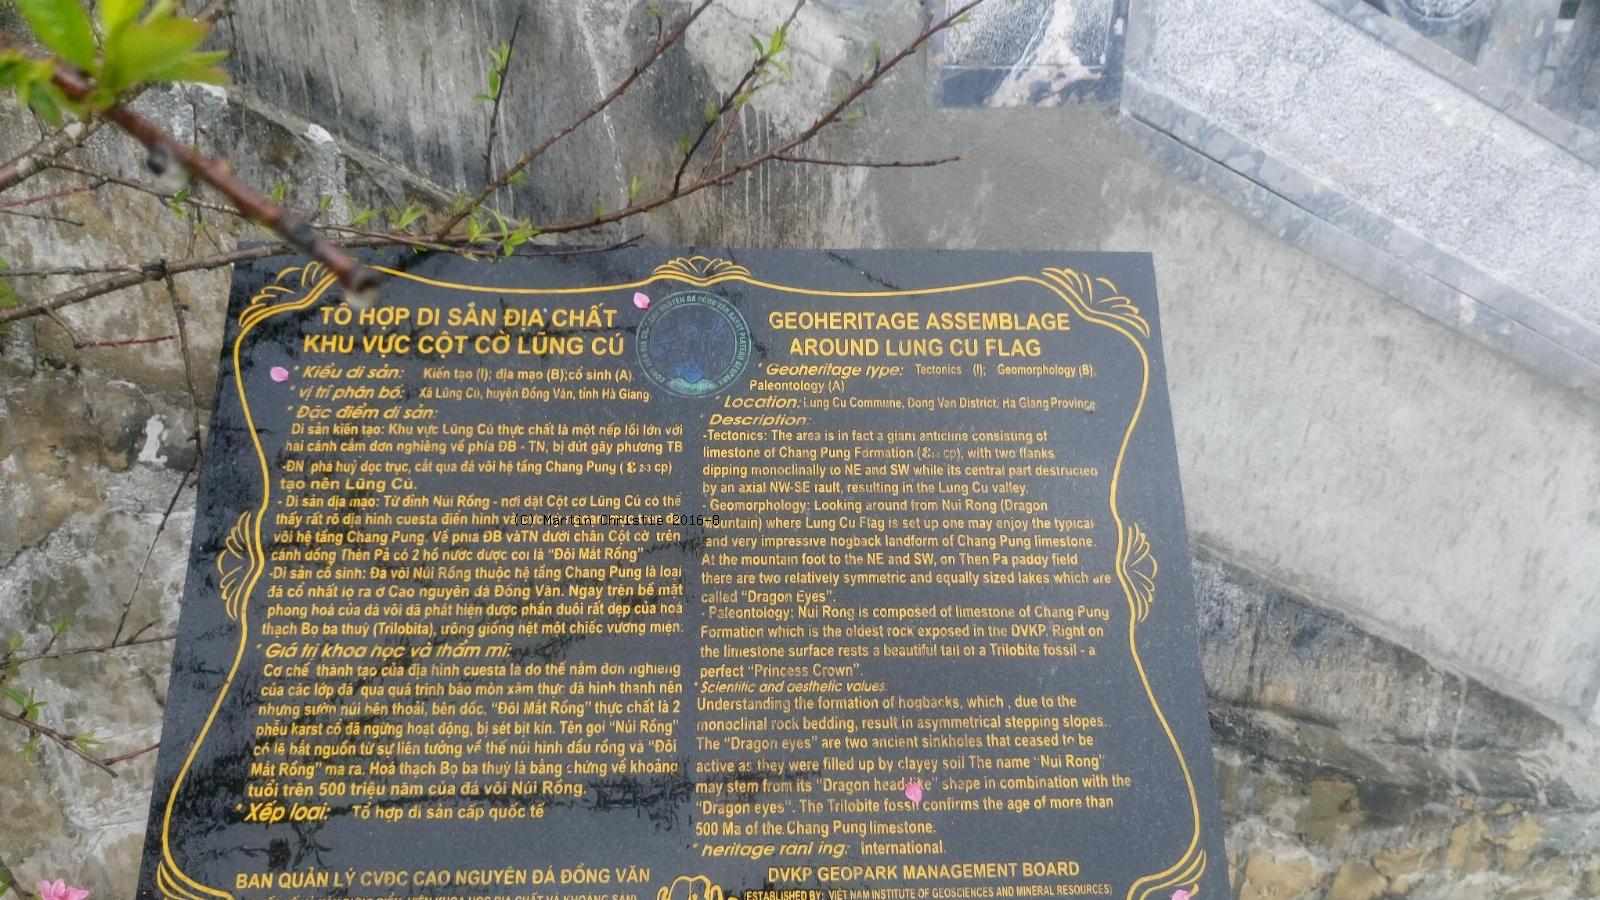 TỔ HỢP DI SẢN ĐỊA CHẤT
KHU VỰC CỘT CỜ LŨNG CÚ
* Kiểu di sản: Kiến tạo (I); địa mạo (B);cổ sinh (A).
* vị trí phân bố: Xã Lũng Cú, huyện Đồng Văn, tỉnh Hà Giang.
* Đặc điểm di sản:
Di sản kiến tạo: Khu vực Lũng Cú thực chất là một nếp lồi lớn với
hai cánh cắm đơn nghiêng về phía ĐB - TN, bị đứt gãy phương TB
-ĐN phá huỷ dọc trục, cắt qua đá vôi hệ tầng Chang Pung (Ɛ 2-3 cp)
tạo nên Lũng Cú.
- Di sản địa mạo: Từ đỉnh Núi Rồng - nơi đặt Cột cờ Lũng Cú có thể
thấy rất rõ địa hình cuesta điển hình và
vôi hệ tầng Chang Pung. Về phía ĐB vàTN dưới chân Cột cờ trên
cánh đồng Thèn Pả có 2 hồ nước được coi là "Đôi Mắt Rồng"
-Di sản cổ sinh: Đá vôi Núi Rồng thuộc hệ tầng Chang Pung là loại
đá cổ nhất lộ ra ở Cao nguyên đá Đồng Văn. Ngay trên bề mặt
phong hoá của đá vôi đã phát hiện được phần đuôi rất đẹp của hoá
thạch Bọ ba thuỳ (Trilobita), trông giống nệt một chiếc vương miện.
* Giá trị khoa học và thẩm mĩ:
Cơ chế thành tạo của địa hình cuesta là do thế nằm đơn nghiêng
của các lớp đá qua quá trình bào mòn xâm thực đã hình thành nên
những sườn núi bên thoải, bên dốc. "Đôi Mắt Rồng" thực chất là 2
phễu karst cổ đã ngừng hoạt động, bị sét bịt kín. Tên gọi "Núi Rồng"
có lẽ bắt nguồn từ sự liên tưởng về thế núi hình đầu rồng và "Đôi
Mắt Rồng" mà ra. Hoá thạch Bọ ba thuỳ là bằng chứng về khoảng
tuổi trên 500 triệu năm của đá vôi Núi Rồng.
* Xếp loại: Tổ hợp di sản cấp quốc tế
BAN QUẢN LÝ CVĐC CAO NGUYÊN ĐÁ ĐỒNG VĂN
GEOHERITAGE ASSEMBLAGE
AROUND LUNG CU FLAG
* Geoheritage type: Tectonics (I); Geomorphology (B),
Paleontology (A)
* Location: Lung Cu Commune, Dong Van District, Ha Giang Province
* Description:
-Tectonics: The area is in fact a giant anticline consisting of
limestone of Chang Pung Formation (Ɛ2-3 cp), with two flanks
dipping monoclinally to NE and SW while its central part destructed
by an axial NW-SE fault, resulting in the Lung Cu valley.
- Geomorphology: Looking around from Nui Rong (Dragon
Mountain) where Lung Cu Flag is set up one may enjoy the typical
and very impressive hogback landform of Chang Pung limestone.
At the mountain foot to the NE and SW, on Then Pa paddy field
there are two relatively symmetric and equally sized lakes which are
called "Dragon Eyes".
- Paleontology: Nui Rong is composed of limestone of Chang Pung
Formation which is the oldest rock exposed in the DVKP. Right on
the limestone surface rests a beautiful tail of a Trilobite fossil - a
perfect "Princess Crown".
* Scientific and aesthetic values:
Understanding the formation of hogbacks, which , due to the
monoclinal rock bedding, result in asymmetrical stepping slopes.
The "Dragon eyes" are two ancient sinkholes that ceased to be
active as they were filled up by clayey soil The name "Nui Rong"
may stem from its "Dragon head like" shape in combination with the
"Dragon eyes". The Trilobite fossil confirms the age of more than
500 Ma of the Chang Pung limestone.
* heritage ranking: International.
DVKP GEOPARK MANAGEMENT BOARD
(ESTABLISHED BY: VIET NAM INSTITUTE OF GEOSCIENCES AND MINERAL RESOURCES)
(C) Martin Christile 2016-8